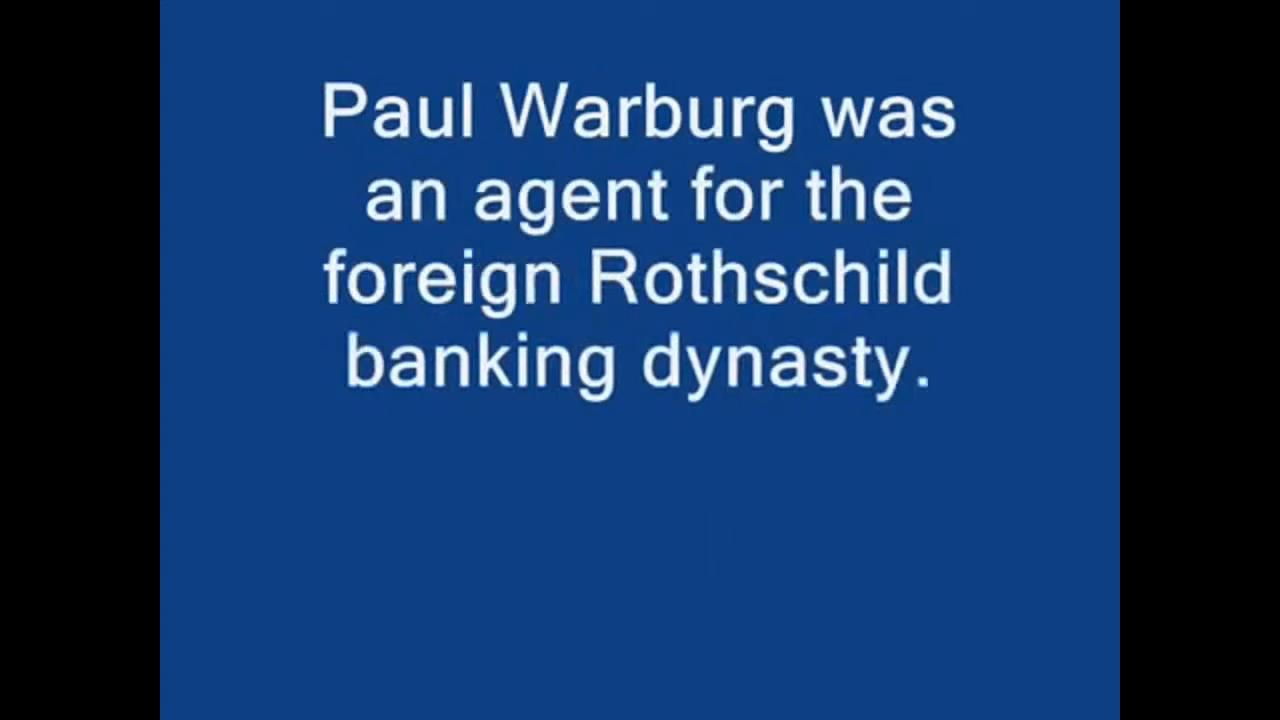 Paul Warburg was
an agent for the
foreign Rothschild
banking dynasty.